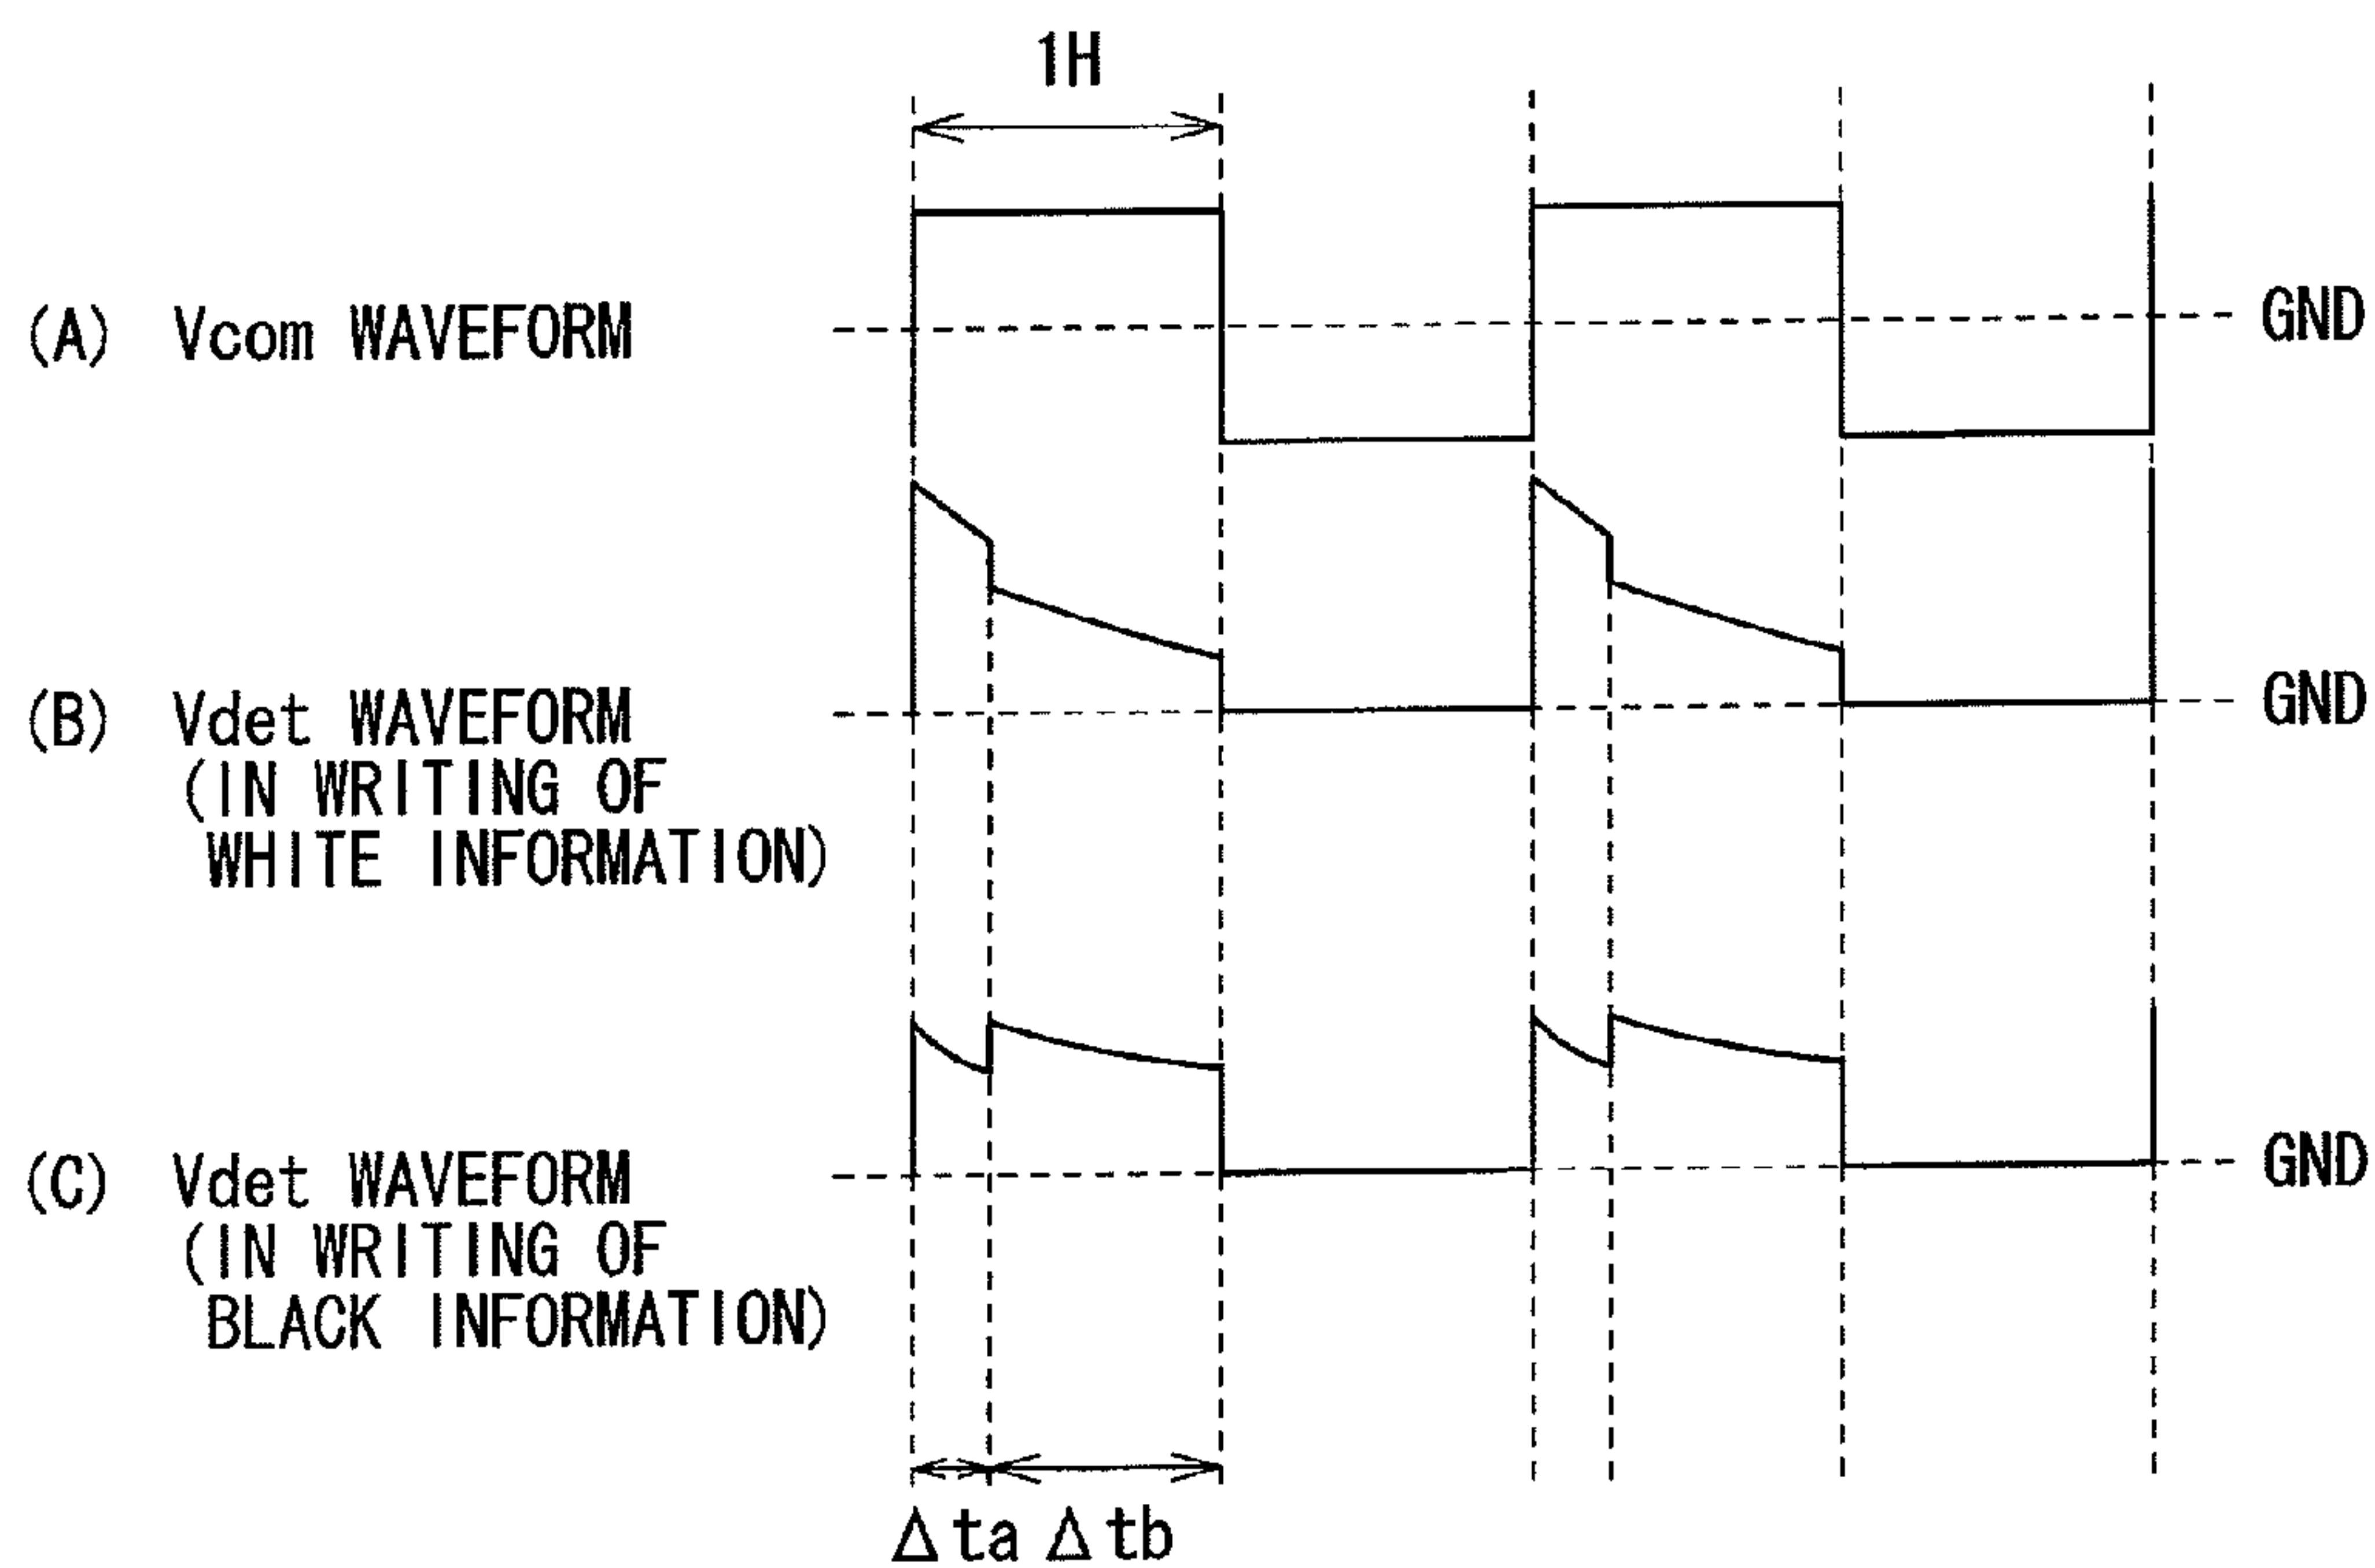 1H
(A) Vcom WAVEFORM
GND
(B) Vdet WAVEFORM
(IN WRITING OF
WHITE INFORMATION)
GND
(C) Vdet WAVEFORM
(IN WRITING OF
BLACK INFORMATION)
GND
Δta Δtb